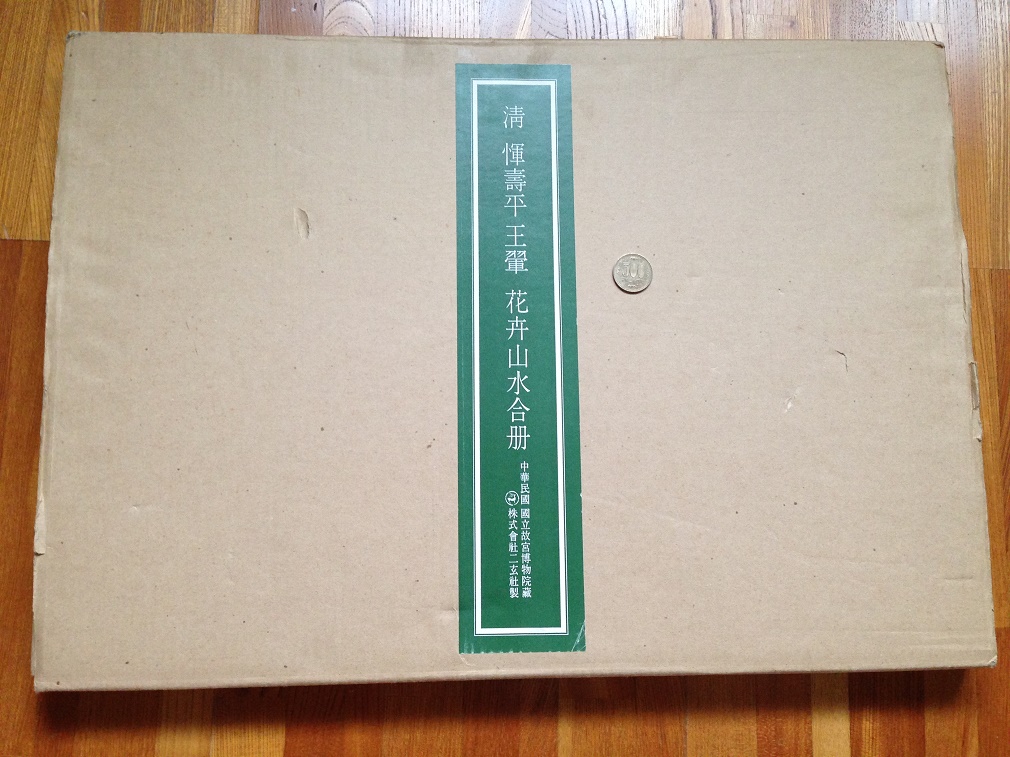 清 惲壽平 王翬 花卉山水合册
中華民國 國立故宮博物院藏
株式會社二玄社製